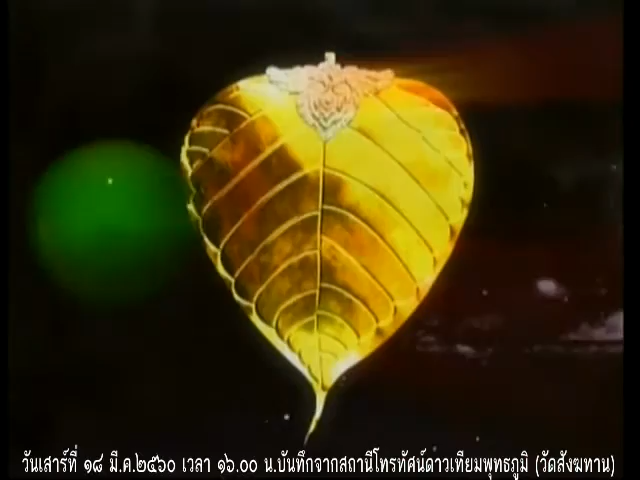 วันเสาร์ที่ ๑๘ มี.ค.๒๕๖๐ เวลา ๑๖.๐๐ น.บันทึกจากสถานีโทรทัศน์ดาวเทียมพุทธภูมิ (วัดสังฆทาน)